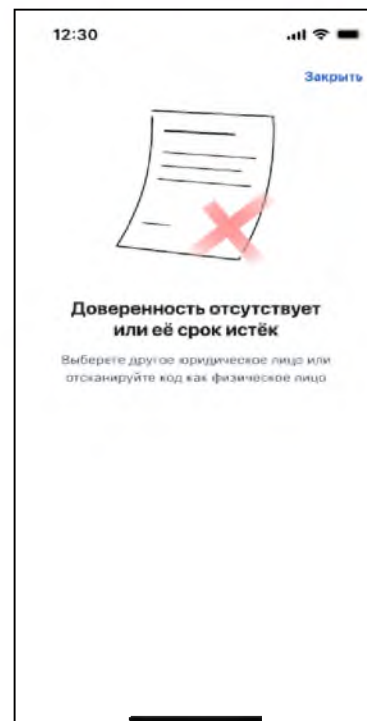 12:30
Закрыть
Доверенность отсутствует
или её срок истёк
Выберете другое юридическое лицо или
отсканируйте код как физическое лицо